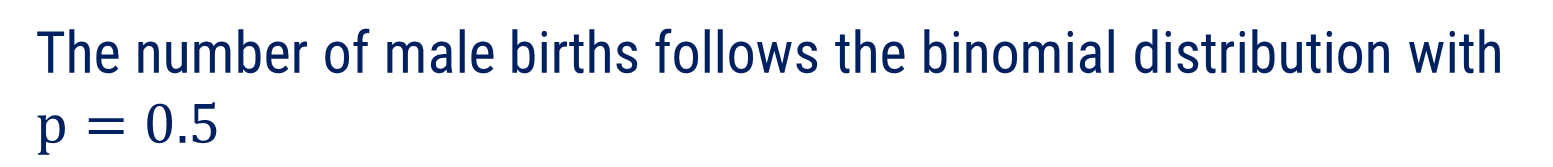 The number of male births follows the binomial distribution with
p = 0.5